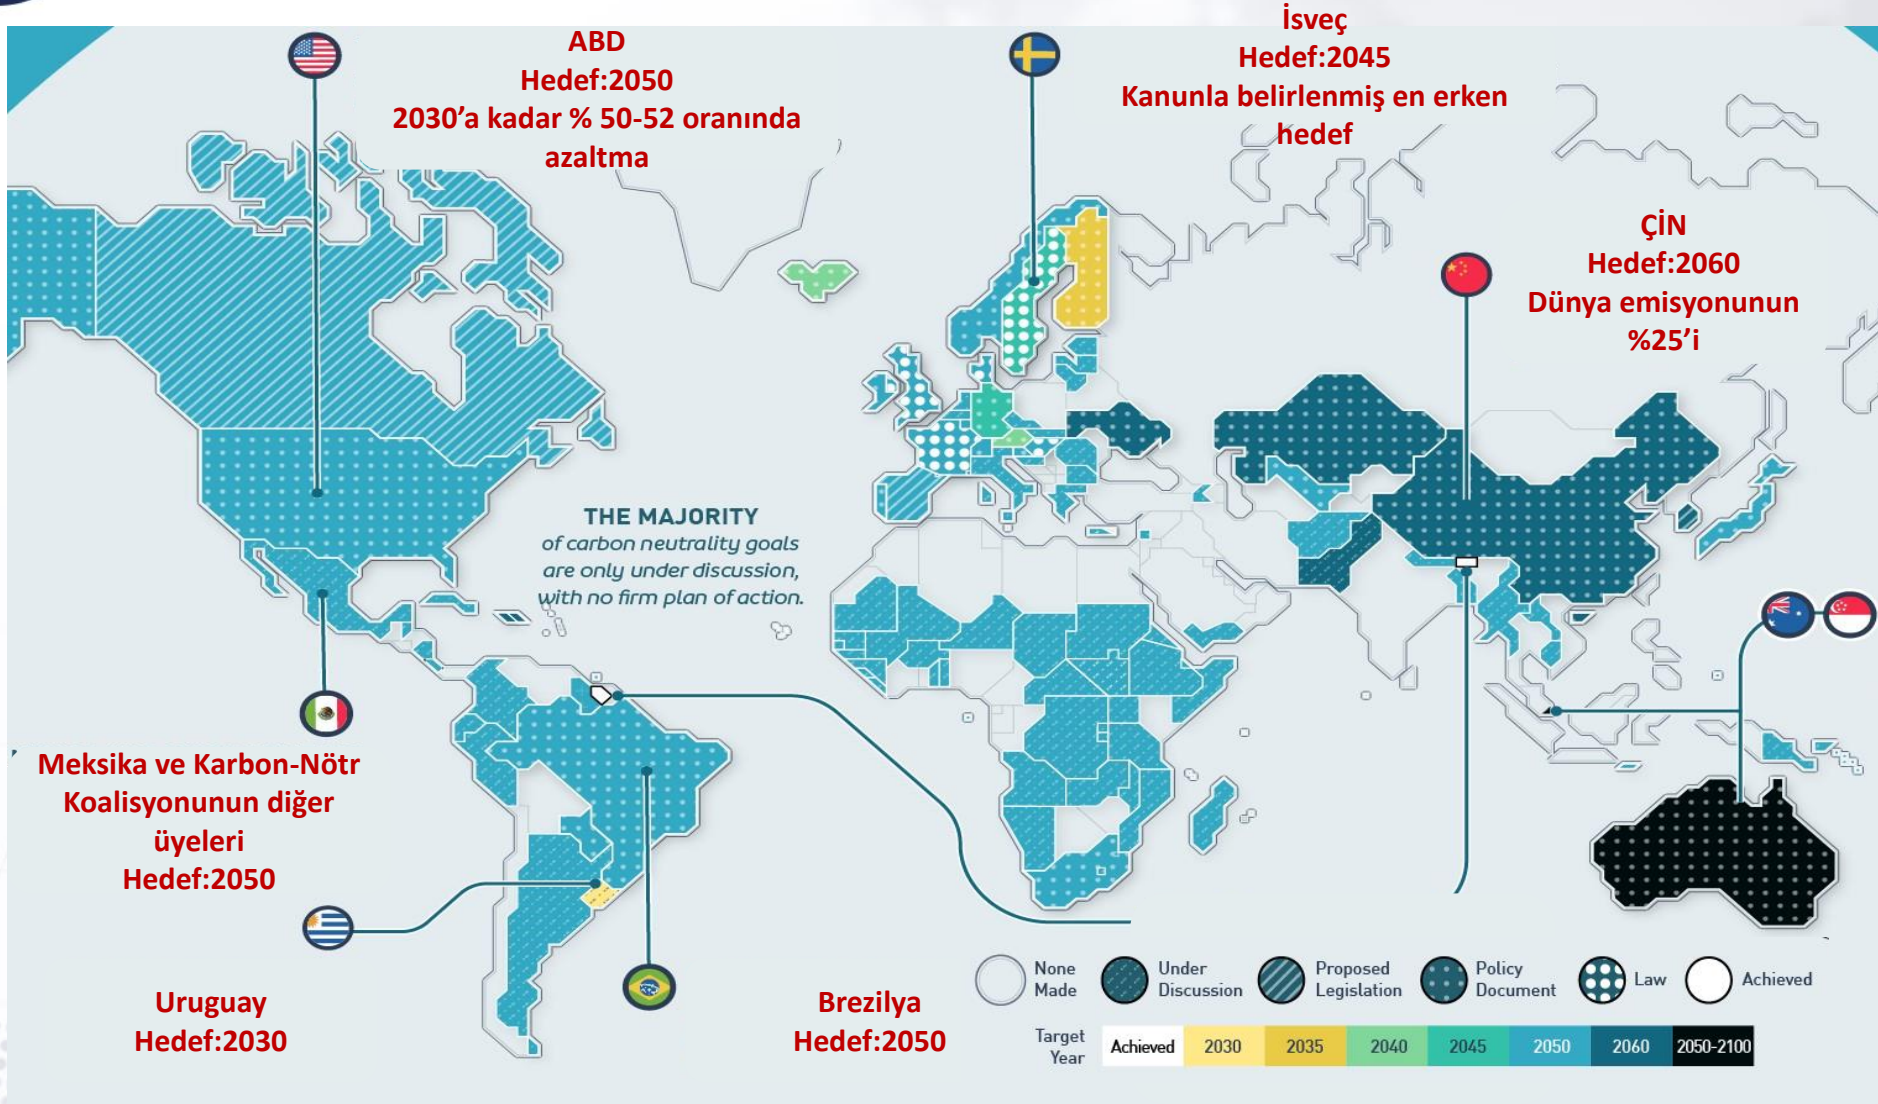 ABD
Hedef:2050
2030’a kadar % 50-52 oranında
azaltma
İsveç
Hedef:2045
Kanunla belirlenmiş en erken
hedef
ÇİN
Hedef:2060
Dünya emisyonunun
%25’i
THE MAJORITY
of carbon neutrality goals
are only under discussion,
with no firm plan of action.
Meksika ve Karbon-Nötr
Koalisyonunun diğer
üyeleri
Hedef:2050
Uruguay
Hedef:2030
Brezilya
Hedef:2050
None
Made
Under
Discussion
Proposed
Legislation
Policy
Document
Law
Achieved
Target
Year
Achieved 2030 2035 2040 2045 2050 2060 2050-2100